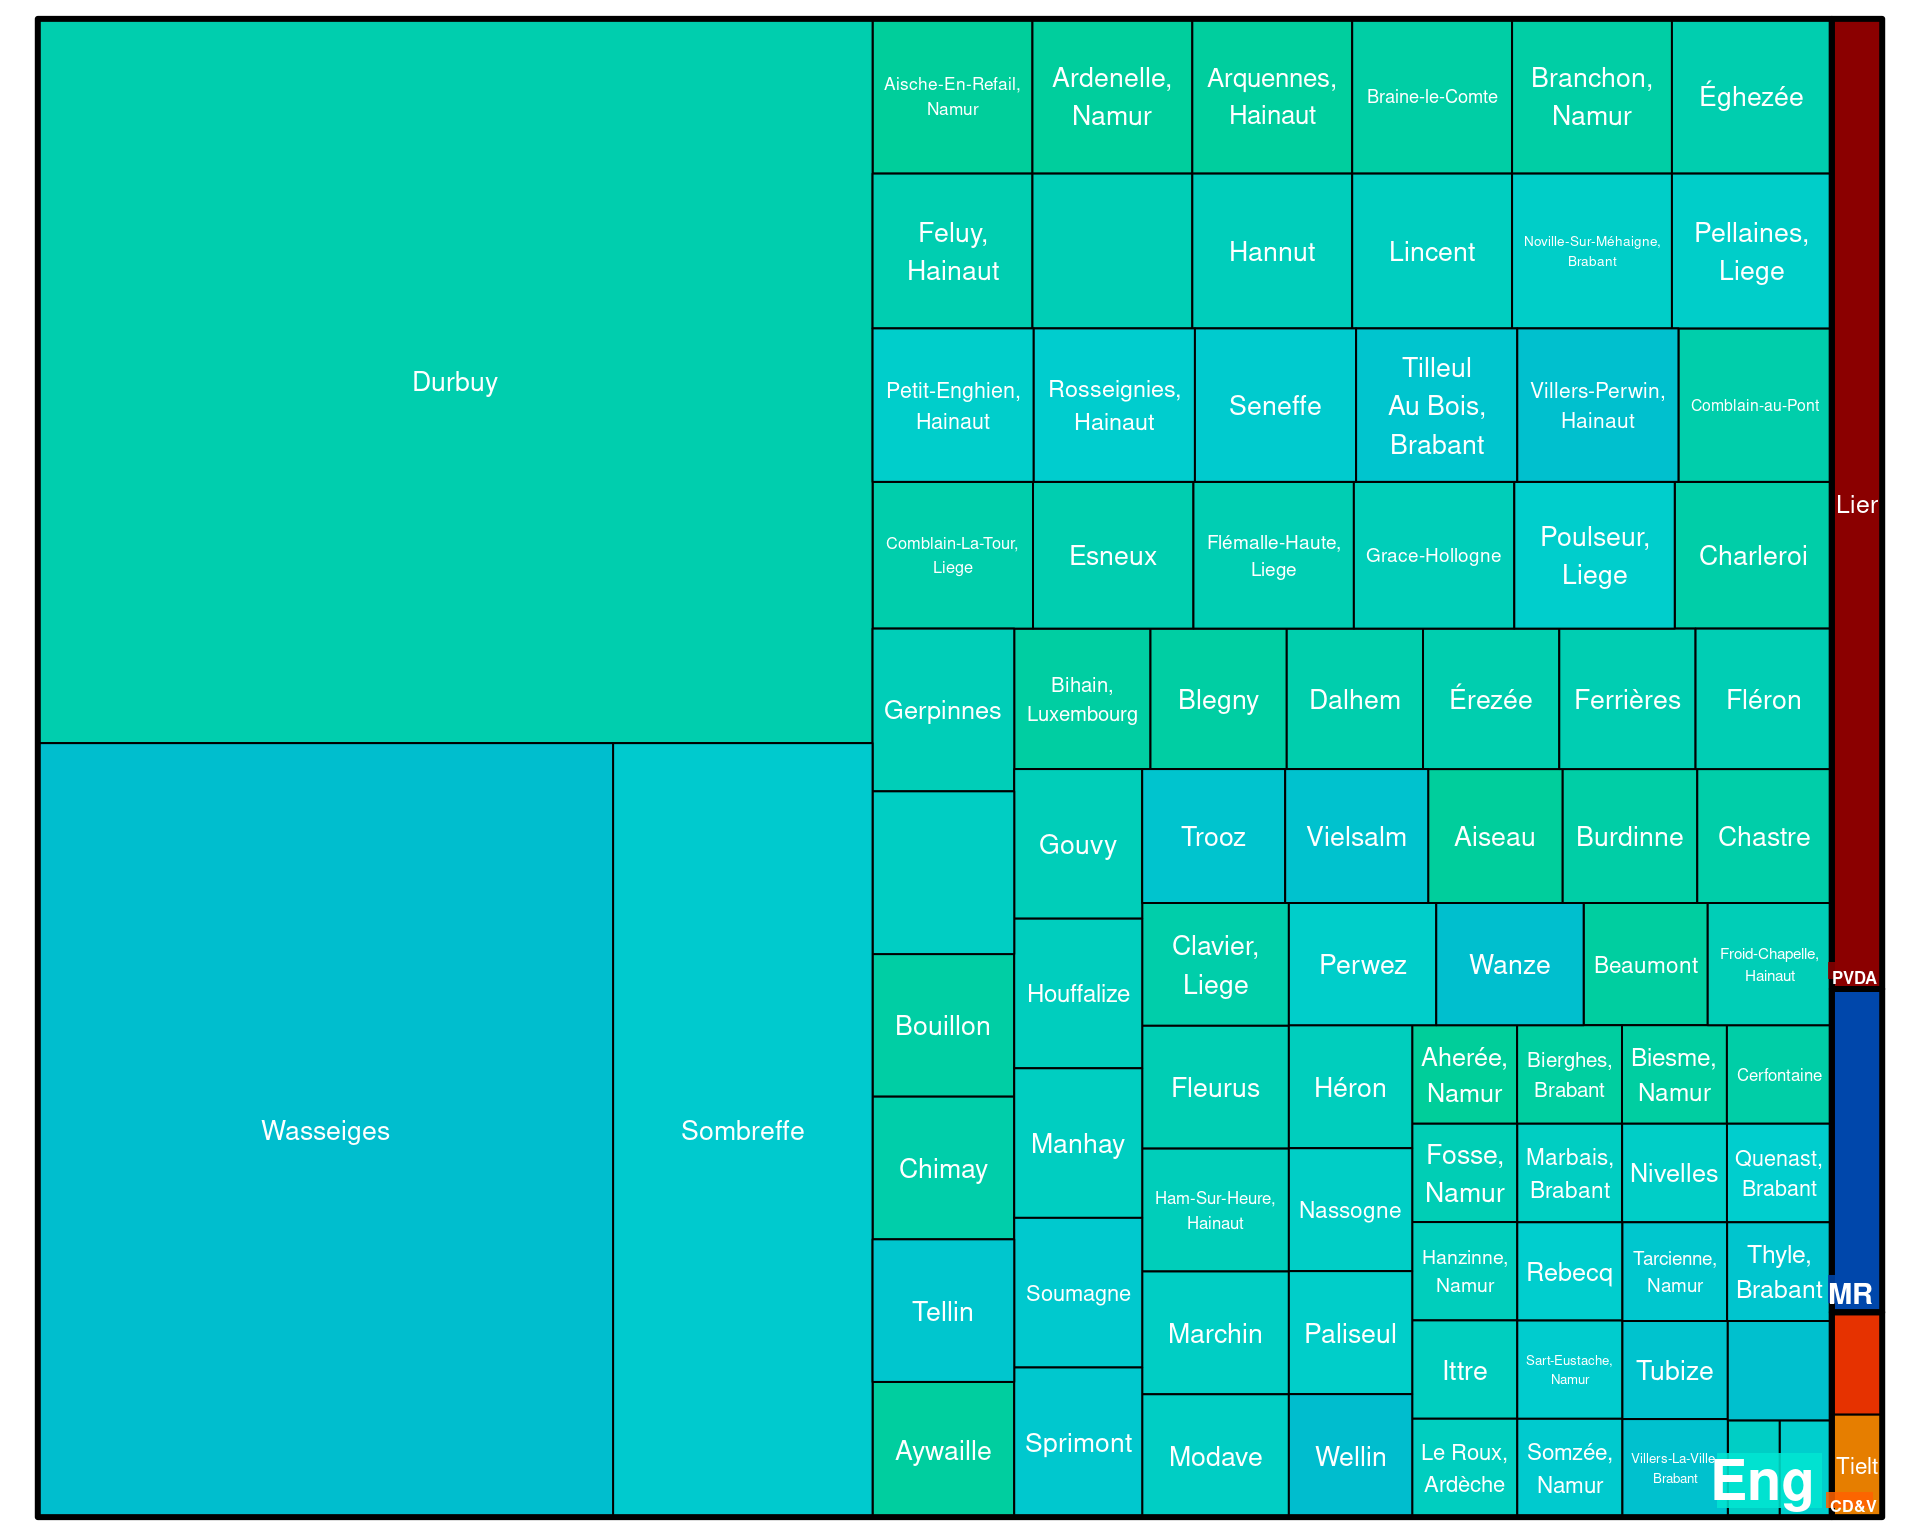 Durbuy
Wasseiges
Sombreffe
Aische-En-Refail,
Namur
Ardenelle,
Namur
Arquennes,
Hainaut
Braine-le-Comte
Branchon,
Namur
Éghezée
Feluy,
Hainaut
Hannut
Lincent
Noville-Sur-Méhaigne,
Brabant
Pellaines,
Liege
Petit-Enghien,
Hainaut
Rosseignies,
Hainaut
Seneffe
Tilleul
Au Bois,
Brabant
Villers-Perwin,
Hainaut
Comblain-au-Pont
Comblain-La-Tour,
Liege
Esneux
Flémalle-Haute,
Liege
Grace-Hollogne
Poulseur,
Liege
Charleroi
Gerpinnes
Bihain,
Luxembourg
Blegny
Dalhem
Érezée
Ferrières
Fléron
Gouvy
Trooz
Vielsalm
Aiseau
Burdinne
Chastre
Bouillon
Houffalize
Clavier,
Liege
Perwez
Wanze
Beaumont
Froid-Chapelle,
Hainaut
Chimay
Manhay
Fleurus
Héron
Aherée,
Namur
Bierghes,
Brabant
Biesme,
Namur
Cerfontaine
Fosse,
Namur
Marbais,
Brabant
Nivelles
Quenast,
Brabant
Tellin
Soumagne
Ham-Sur-Heure,
Hainaut
Nassogne
Hanzinne,
Namur
Rebecq
Tarcienne,
Namur
Thyle,
Brabant
Marchin
Paliseul
Ittre
Sart-Eustache,
Namur
Tubize
Aywaille
Sprimont
Modave
Wellin
Le Roux,
Ardèche
Somzée,
Namur
Villers-La-Ville,
Brabant
Eng
Lier
PVDA
MR
Tielt
CD&V